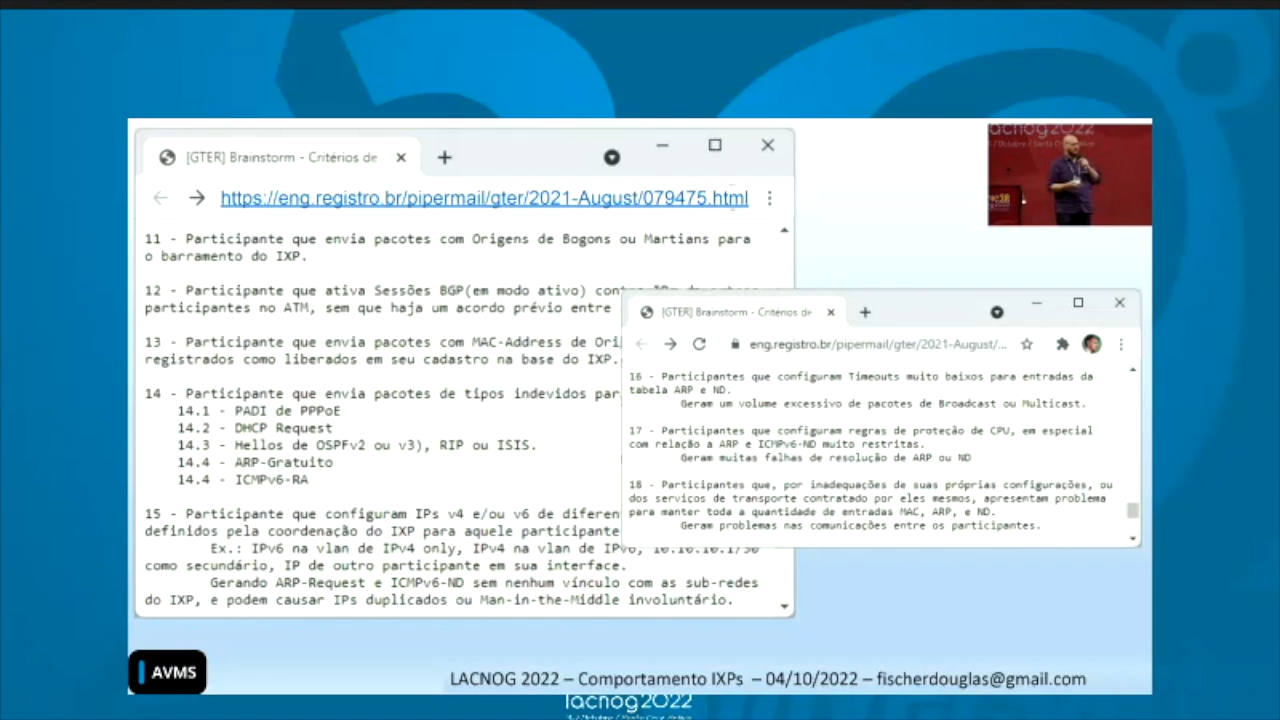 lacnog2022
[GTER] Brainstorm - Critérios de
https://eng.registro.br/pipermail/gter/2021-August/079475.html
11 - Participante que envia pacotes com Origens de Bogons ou Martians para
o barramento do IXP.
12 - Participante que ativa Sessões BGP(em modo ativo)
participantes no ATM, sem que haja um acordo prévio entre
13 - Participante que envia pacotes com MAC-Address de
registrados como liberados em seu cadastro na base do IXP.
14 - Participante que envia pacotes de tipos indevidos
14.1 - PADI de PPPoE
14.2 - DHCP Request
14.3 - Hellos de OSPFv2 ou v3), RIP ou ISIS.
14.4 - ARP-Gratuito
14.4 - ICMPv6-RA
15 - Participante que configuram IPs v4 e/ou v6 de
definidos pela coordenação do IXP para aquele participante
Ex.: IPv6 na vlan de IPv4 only, IPv4 na vlan de IPv6, 10.10.10.1/30
como secundário, IP de outro participante em sua interface.
Gerando ARP-Request e ICMPv6-ND sem nenhum vínculo com as sub-redes
do IXP, e podem causar IPs duplicados ou Man-in-the-Middle involuntário.
[GTER] Brainstorm - Critérios de
eng.registro.br/pipermail/gter/2021-August/...
16 - Participantes que configuram Timeouts muito baixos para entradas da
tabela ARP e ND.
Geram um volume excessivo de pacotes de Broadcast ou Multicast.
17 - Participantes que configuram regras de proteção de CPU, em especial
com relação a ARP e ICMPv6-ND muito restritas.
Geram muitas falhas de resolução de ARP ou ND
18 - Participantes que, por inadequações de suas próprias configurações, ou
dos serviços de transporte contratado por eles mesmos, apresentam problema
para manter toda a quantidade de entradas MAC, ARP, e ND.
Geram problemas nas comunicações entre os participantes.
AVMS
LACNOG 2022 – Comportamento IXPs – 04/10/2022 – fischerdouglas@gmail.com
lacnog2022